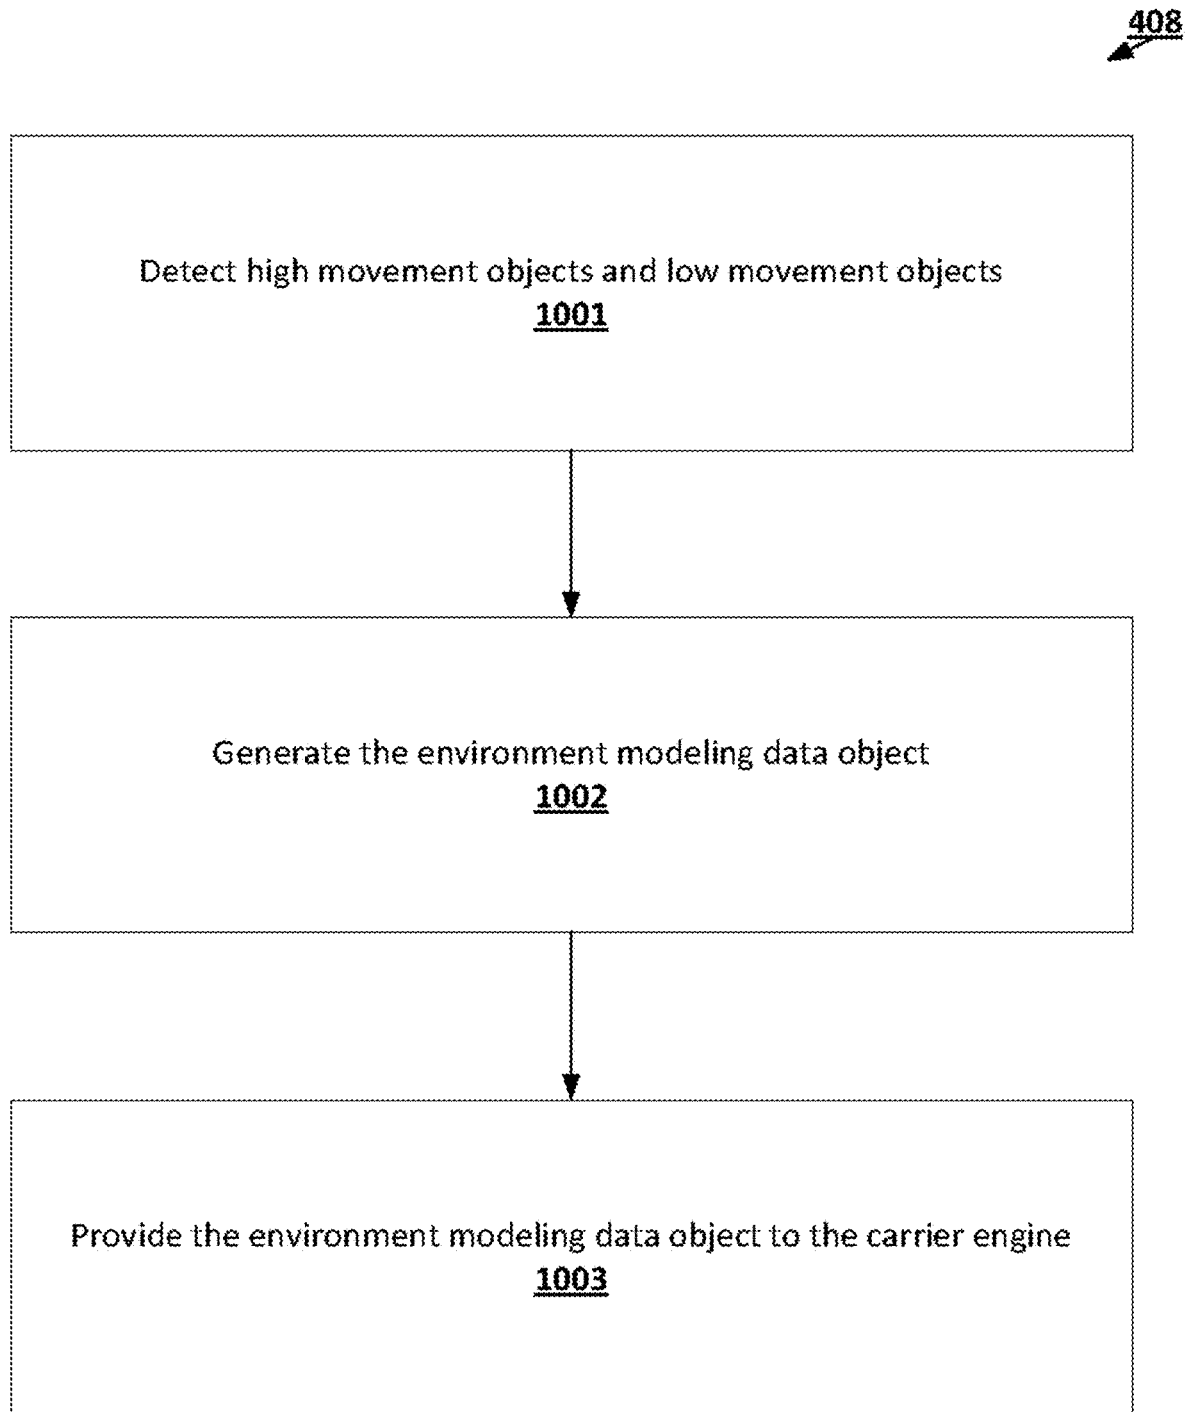 408
Detect high movement objects and low movement objects
1001
Generate the environment modeling data object
1002
Provide the environment modeling data object to the carrier engine
1003